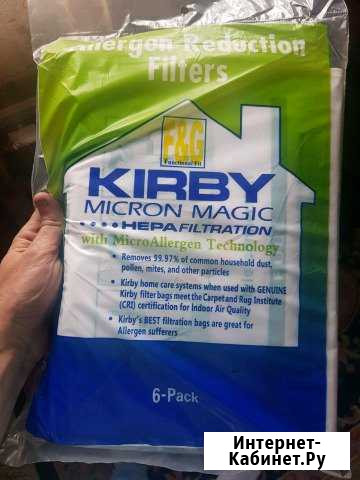 Allergen Reduction
Filters
F&G
Functional Fit
KIRBY
MICRON MAGIC
HEPAFILTRATION
with MicroAllergen Technology
• Removes 99.97% of common household dust,
pollen, mites, and other particles
• Kirby home care systems when used with GENUINE
Kirby filter bags meet the Carpet and Rug Institute
(CRI) certification for Indoor Air Quality
• Kirby's BEST filtration bags are great for
Allergen sufferers
6-Pack
Интернет-
Кабинет.Ру